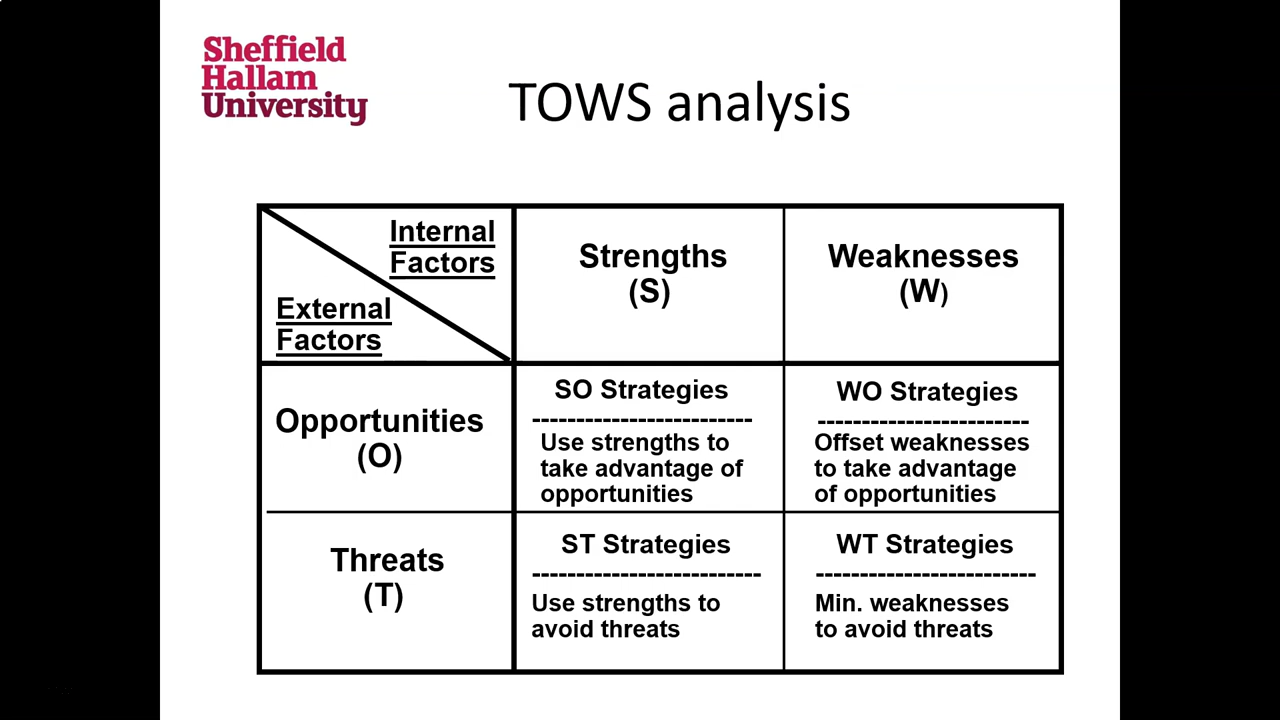 Sheffield
Hallam
University
TOWS analysis
Internal
Factors
External
Factors
Strengths
(S)
Weaknesses
(W)
Opportunities
(O)
SO Strategies
-------------------------
Use strengths to
take advantage of
opportunities
WO Strategies
------------------------
Offset weaknesses
to take advantage
of opportunities
Threats
(T)
ST Strategies
--------------------------
Use strengths to
avoid threats
WT Strategies
-------------------------
Min. weaknesses
to avoid threats